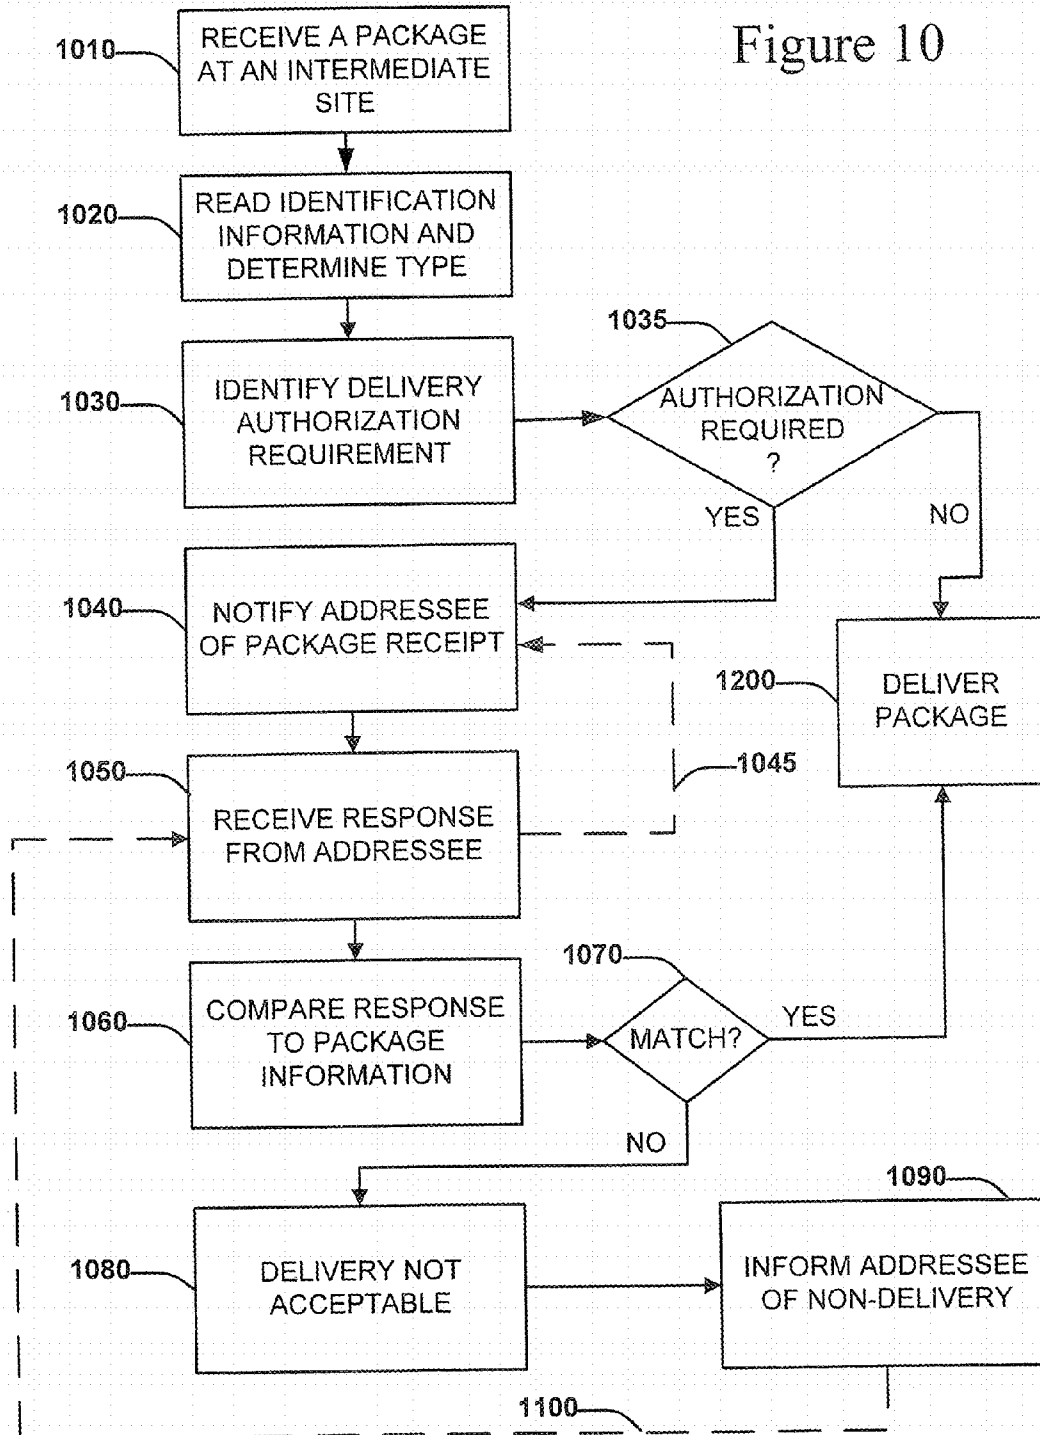 Figure 10
1010
RECEIVE A PACKAGE
AT AN INTERMEDIATE
SITE
1020
READ IDENTIFICATION
INFORMATION AND
DETERMINE TYPE
1030
IDENTIFY DELIVERY
AUTHORIZATION
REQUIREMENT
1035
AUTHORIZATION
REQUIRED
?
YES
NO
1040
NOTIFY ADDRESSEE
OF PACKAGE RECEIPT
1200
DELIVER
PACKAGE
1045
1050
RECEIVE RESPONSE
FROM ADDRESSEE
1060
COMPARE RESPONSE
TO PACKAGE
INFORMATION
1070
MATCH?
YES
NO
1080
DELIVERY NOT
ACCEPTABLE
1090
INFORM ADDRESSEE
OF NON-DELIVERY
1100